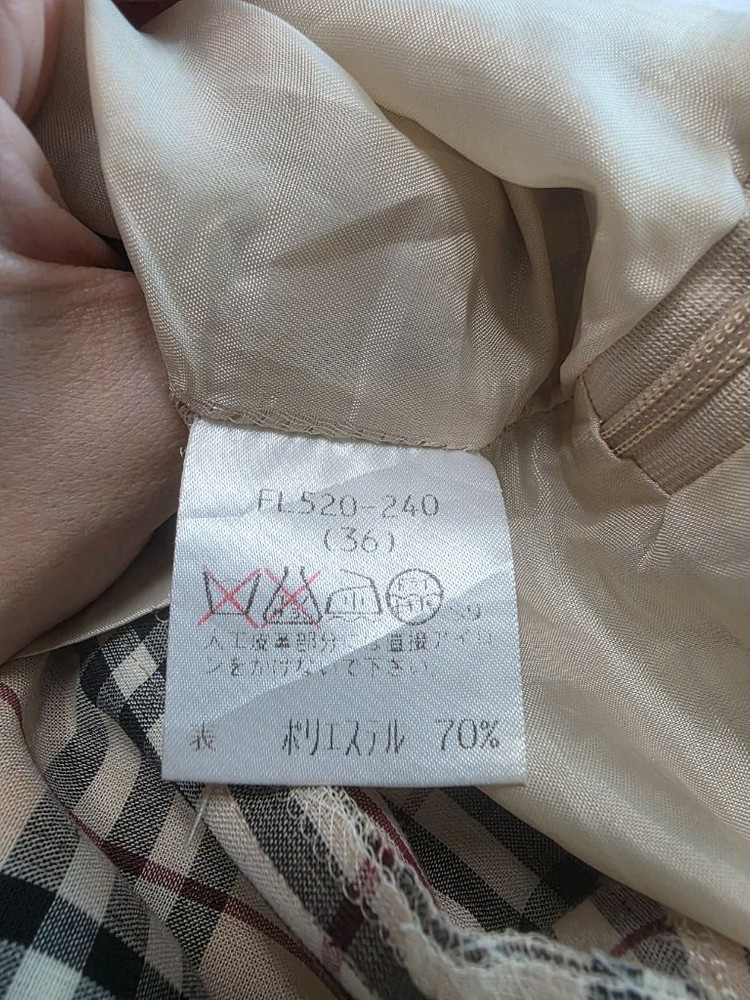 FL520-240
(36)
人工皮革部分には直接アイロ
ンをかけないで下さい。
表 ポリエステル 70%